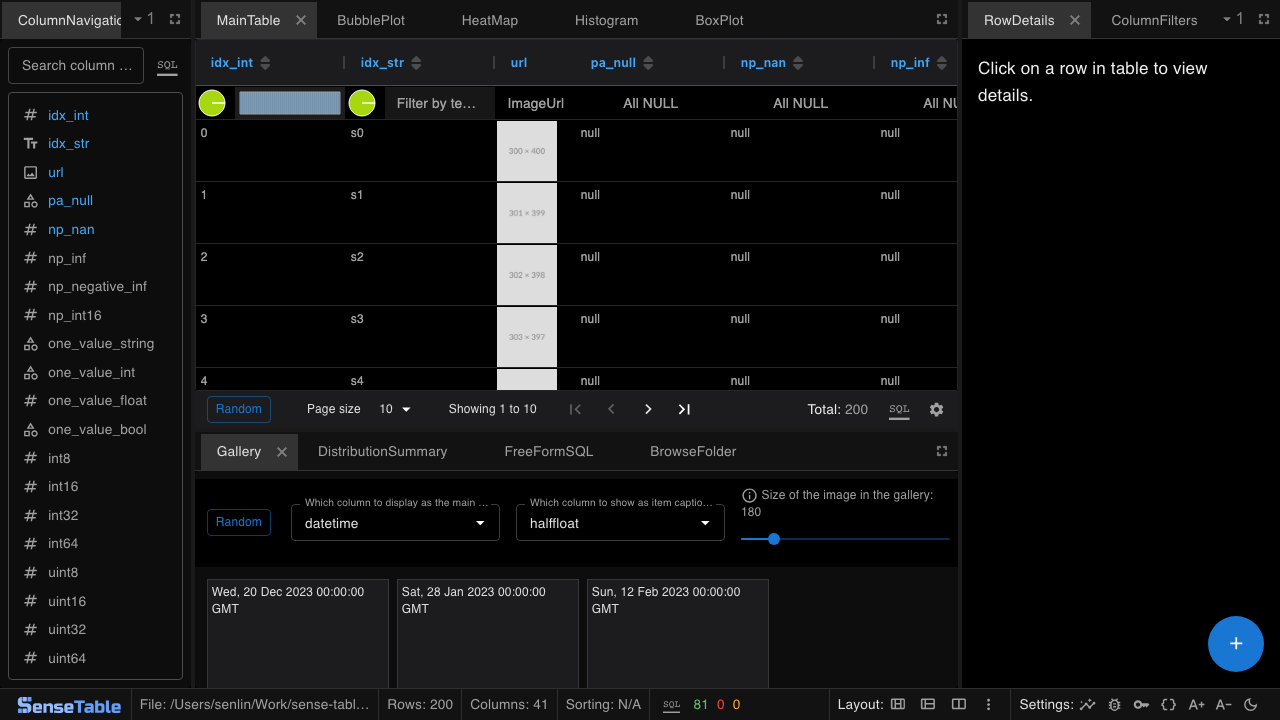 ColumnNavigatio
1
MainTable
BubblePlot
HeatMap
Histogram
BoxPlot
RowDetails
ColumnFilters
1
Search column ...
SQL
idx_int
idx_str
url
pa_null
np_nan
np_inf
np_negative_inf
np_int16
one_value_string
one_value_int
one_value_float
one_value_bool
int8
int16
int32
int64
uint8
uint16
uint32
uint64
idx_int
idx_str
url
pa_null
np_nan
np_inf
Filter by te...
ImageUrl
All NULL
All NULL
All NU
0 s0 300 × 400 null null null
1 s1 301 × 399 null null null
2 s2 302 × 398 null null null
3 s3 303 × 397 null null null
4 s4 null null null
Random
Page size
10
Showing 1 to 10
Total: 200
SQL
Gallery
DistributionSummary
FreeFormSQL
BrowseFolder
Random
Which column to display as the main ...
datetime
Which column to show as item captio...
halffloat
Size of the image in the gallery:
180
Wed, 20 Dec 2023 00:00:00
GMT
Sat, 28 Jan 2023 00:00:00
GMT
Sun, 12 Feb 2023 00:00:00
GMT
Click on a row in table to view
details.
+
SenseTable
File: /Users/senlin/Work/sense-tabl...
Rows: 200
Columns: 41
Sorting: N/A
SQL
81 0 0
Layout:
Settings:
A+
A-